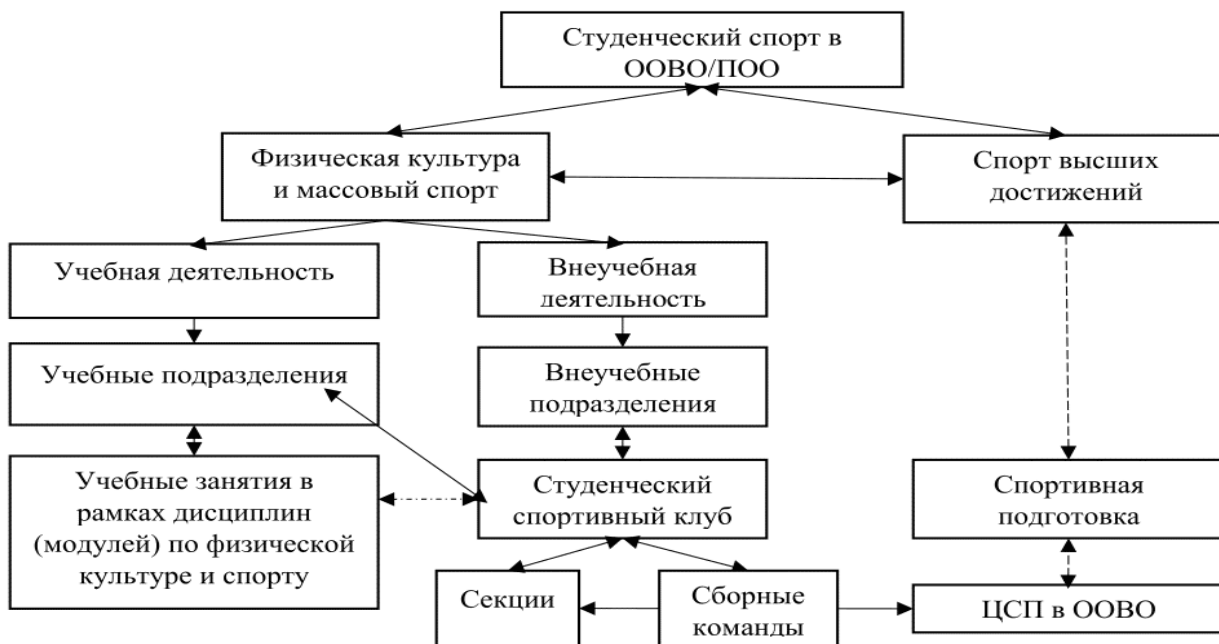 Студенческий спорт в
ООВО/ПОО
Физическая культура
и массовый спорт
Спорт высших
достижений
Учебная деятельность
Внеучебная
деятельность
Учебные подразделения
Внеучебные
подразделения
Учебные занятия в
рамках дисциплин
(модулей) по физической
культуре и спорту
Студенческий
спортивный клуб
Спортивная
подготовка
Секции
Сборные
команды
ЦСП в ООВО